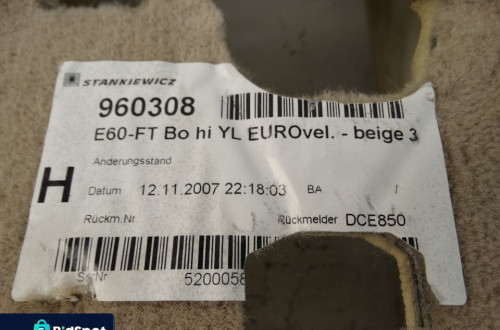 STANKIEWICZ
960308
E60-FT Bo hi YL EUROvel. - beige 3
Änderungsstand
H
Datum 12.11.2007 22:18:03 BA /
Rückm.Nr Rückmelder DCE850
5200058
BidSpot